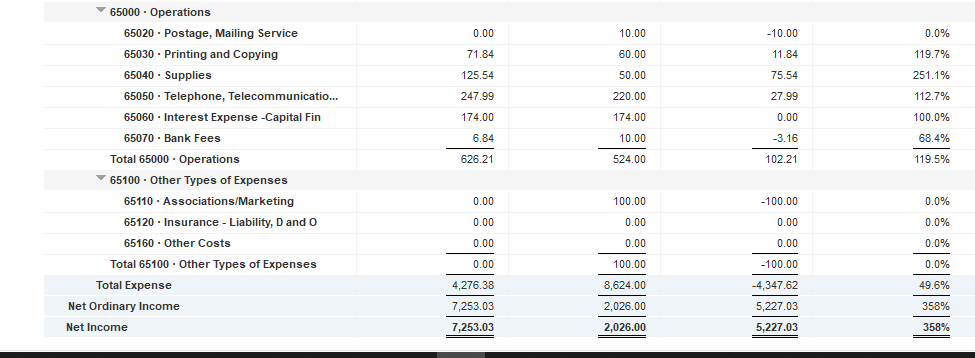 65000 · Operations
65020 · Postage, Mailing Service 0.00 10.00 -10.00 0.0%
65030 · Printing and Copying 71.84 60.00 11.84 119.7%
65040 · Supplies 125.54 50.00 75.54 251.1%
65050 · Telephone, Telecommunicatio... 247.99 220.00 27.99 112.7%
65060 · Interest Expense -Capital Fin 174.00 174.00 0.00 100.0%
65070 · Bank Fees 6.84 10.00 -3.16 68.4%
Total 65000 · Operations 626.21 524.00 102.21 119.5%
65100 · Other Types of Expenses
65110 · Associations/Marketing 0.00 100.00 -100.00 0.0%
65120 · Insurance - Liability, D and O 0.00 0.00 0.00 0.0%
65160 · Other Costs 0.00 0.00 0.00 0.0%
Total 65100 · Other Types of Expenses 0.00 100.00 -100.00 0.0%
Total Expense 4,276.38 8,624.00 -4,347.62 49.6%
Net Ordinary Income 7,253.03 2,026.00 5,227.03 358%
Net Income 7,253.03 2,026.00 5,227.03 358%